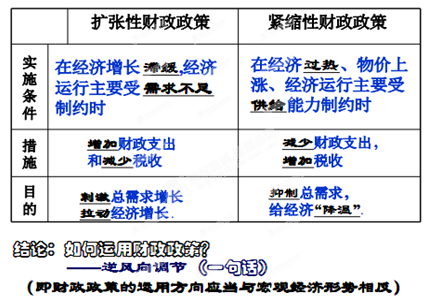 扩张性财政政策
紧缩性财政政策
实施条件
在经济增长滞缓,经济
运行主要受需求不足
制约时
在经济过热、物价上
涨、经济运行主要受
供给能力制约时
措施
增加财政支出
和减少税收
减少财政支出,
增加税收
目的
刺激总需求增长
拉动经济增长.
抑制总需求,
给经济“降温”.
结论：如何运用财政政策？
——逆风向调节 （一句话）
（即财政政策的运用方向应当与宏观经济形势相反）